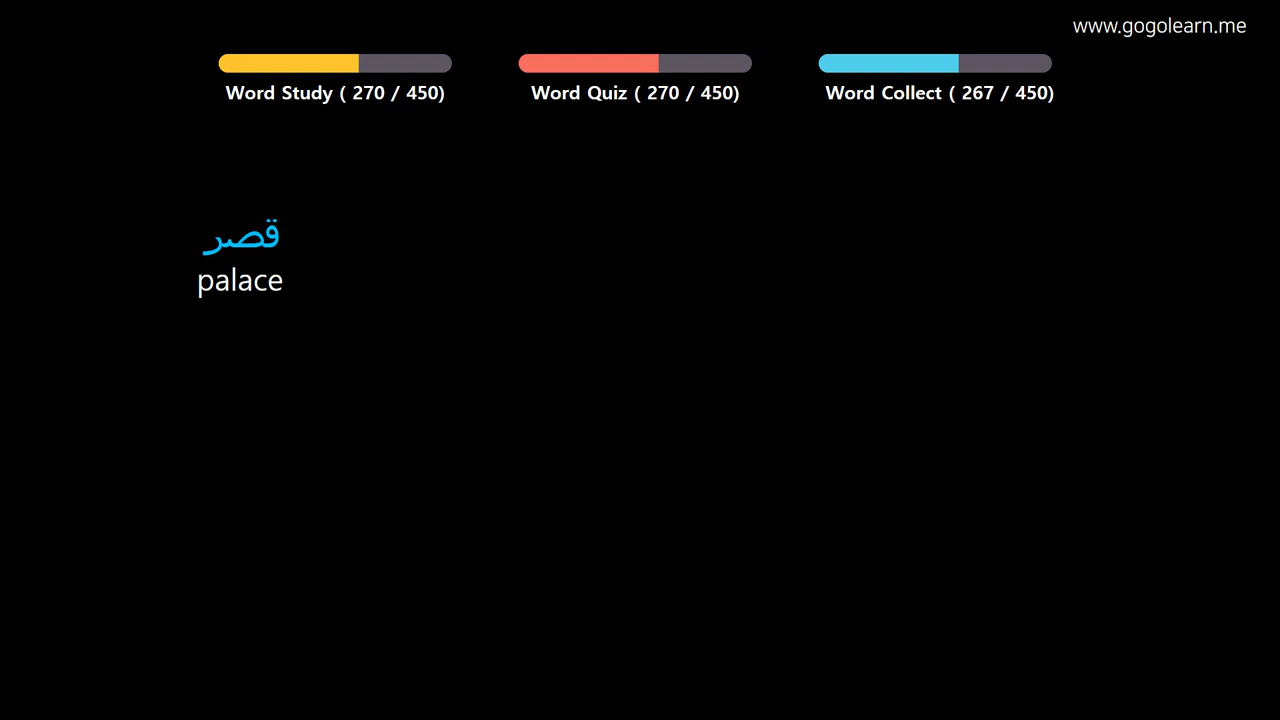 www.gogolearn.me
Word Study ( 270 / 450)
Word Quiz ( 270 / 450)
Word Collect ( 267 / 450)
قصر
palace